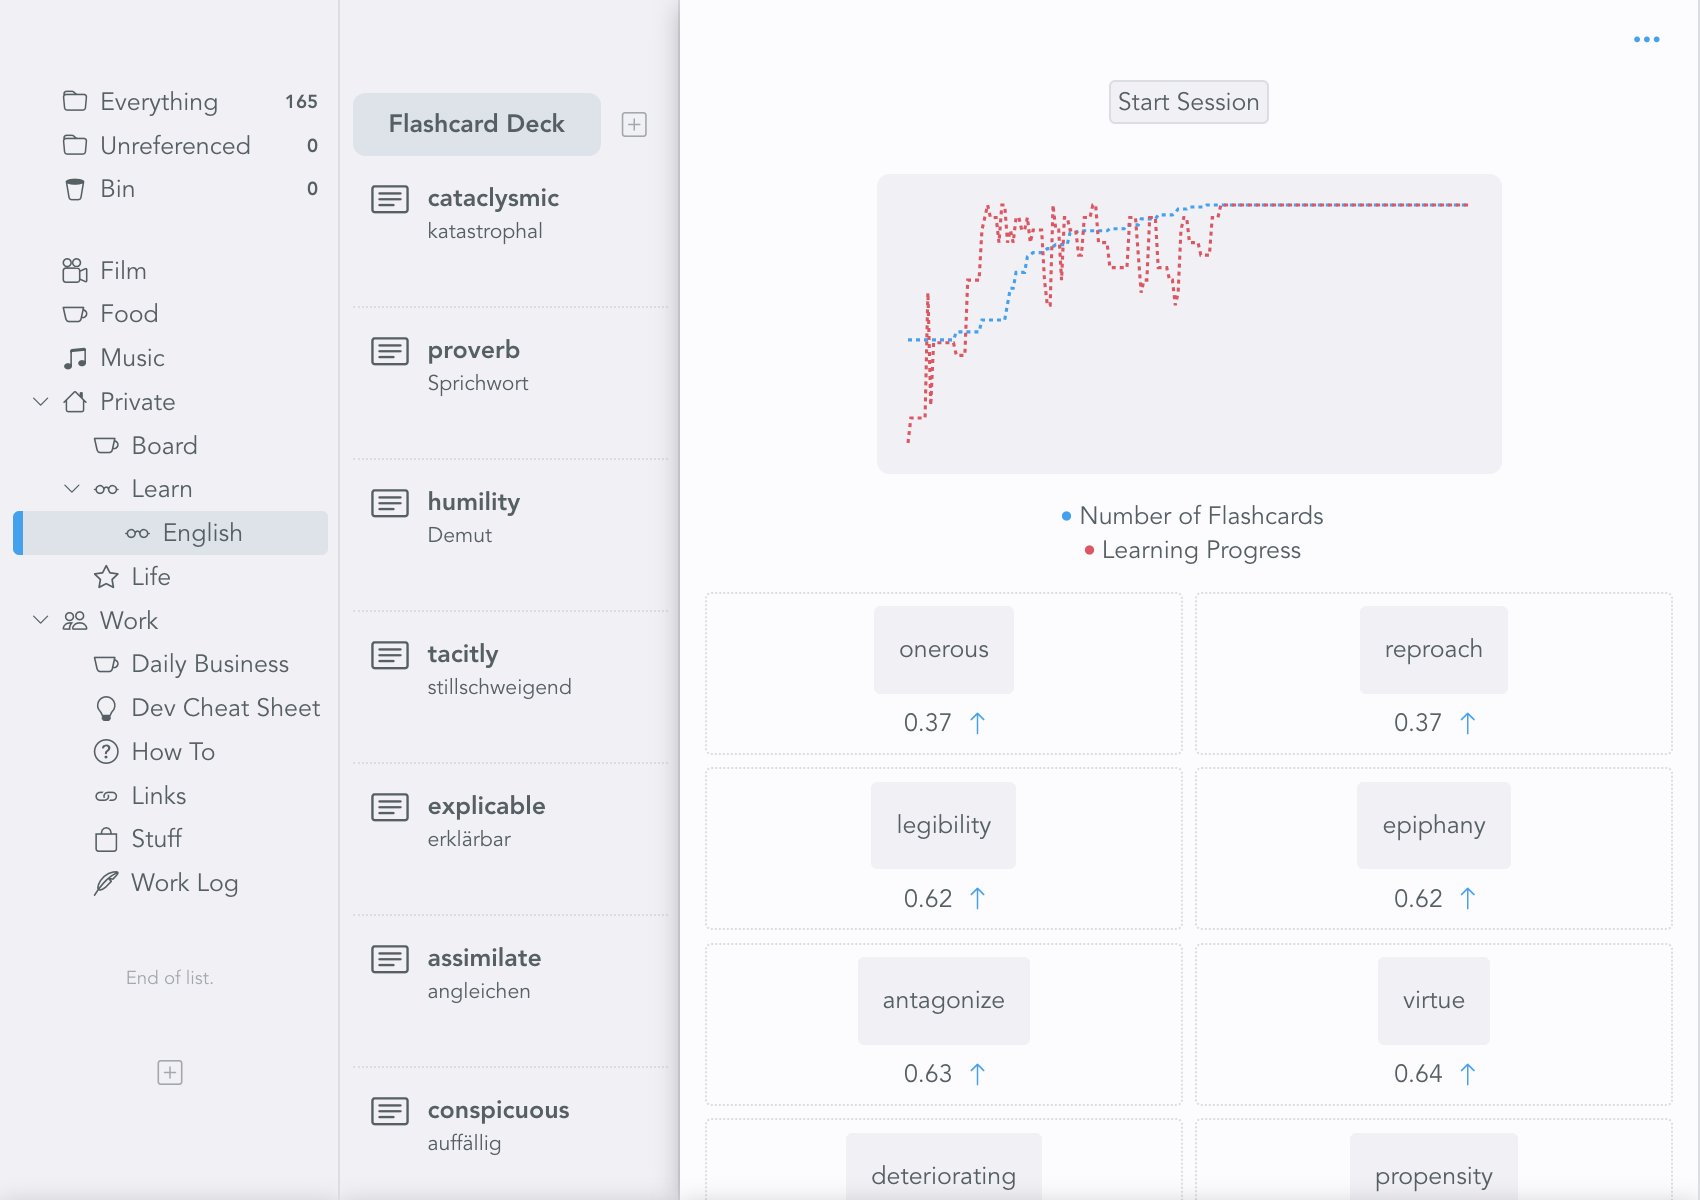 Everything 165
Unreferenced 0
Bin 0
Film
Food
Music
Private
Board
Learn
English
Life
Work
Daily Business
Dev Cheat Sheet
How To
Links
Stuff
Work Log
End of list.
Flashcard Deck
cataclysmic
katastrophal
proverb
Sprichwort
humility
Demut
tacitly
stillschweigend
explicable
erklärbar
assimilate
angleichen
conspicuous
auffällig
Start Session
Number of Flashcards
Learning Progress
onerous
0.37 ↑
reproach
0.37 ↑
legibility
0.62 ↑
epiphany
0.62 ↑
antagonize
0.63 ↑
virtue
0.64 ↑
deteriorating
propensity